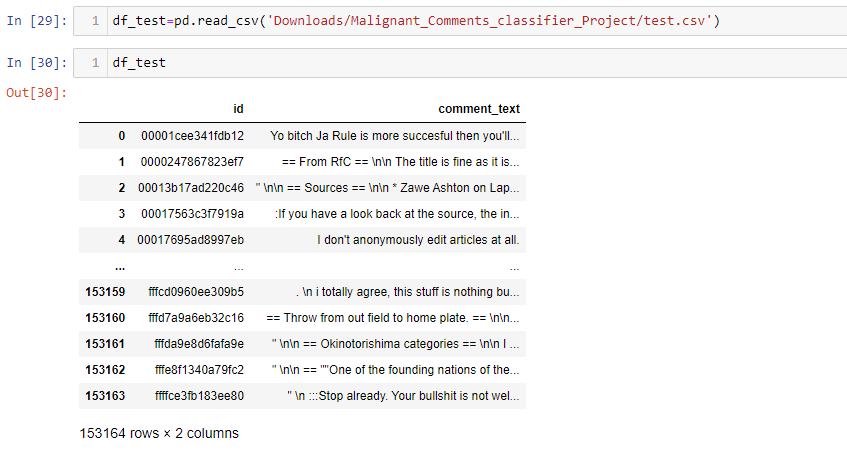 In [29]: 1 df_test=pd.read_csv('Downloads/Malignant_Comments_classifier_Project/test.csv')
In [30]: 1 df_test
Out[30]:
id comment_text
0 00001cee341fdb12 Yo bitch Ja Rule is more succesful then you'll...
1 0000247867823ef7 == From RfC == \n\n The title is fine as it is...
2 00013b17ad220c46 " \n\n == Sources == \n\n * Zawe Ashton on Lap...
3 00017563c3f7919a :If you have a look back at the source, the in...
4 00017695ad8997eb I don't anonymously edit articles at all.
... ... ...
153159 fffcd0960ee309b5 . \n i totally agree, this stuff is nothing bu...
153160 fffd7a9a6eb32c16 == Throw from out field to home plate. == \n\n...
153161 fffda9e8d6fafa9e " \n\n == Okinotorishima categories == \n\n I ...
153162 fffe8f1340a79fc2 " \n\n == ""One of the founding nations of the...
153163 ffffce3fb183ee80 " \n :::Stop already. Your bullshit is not wel...
153164 rows × 2 columns